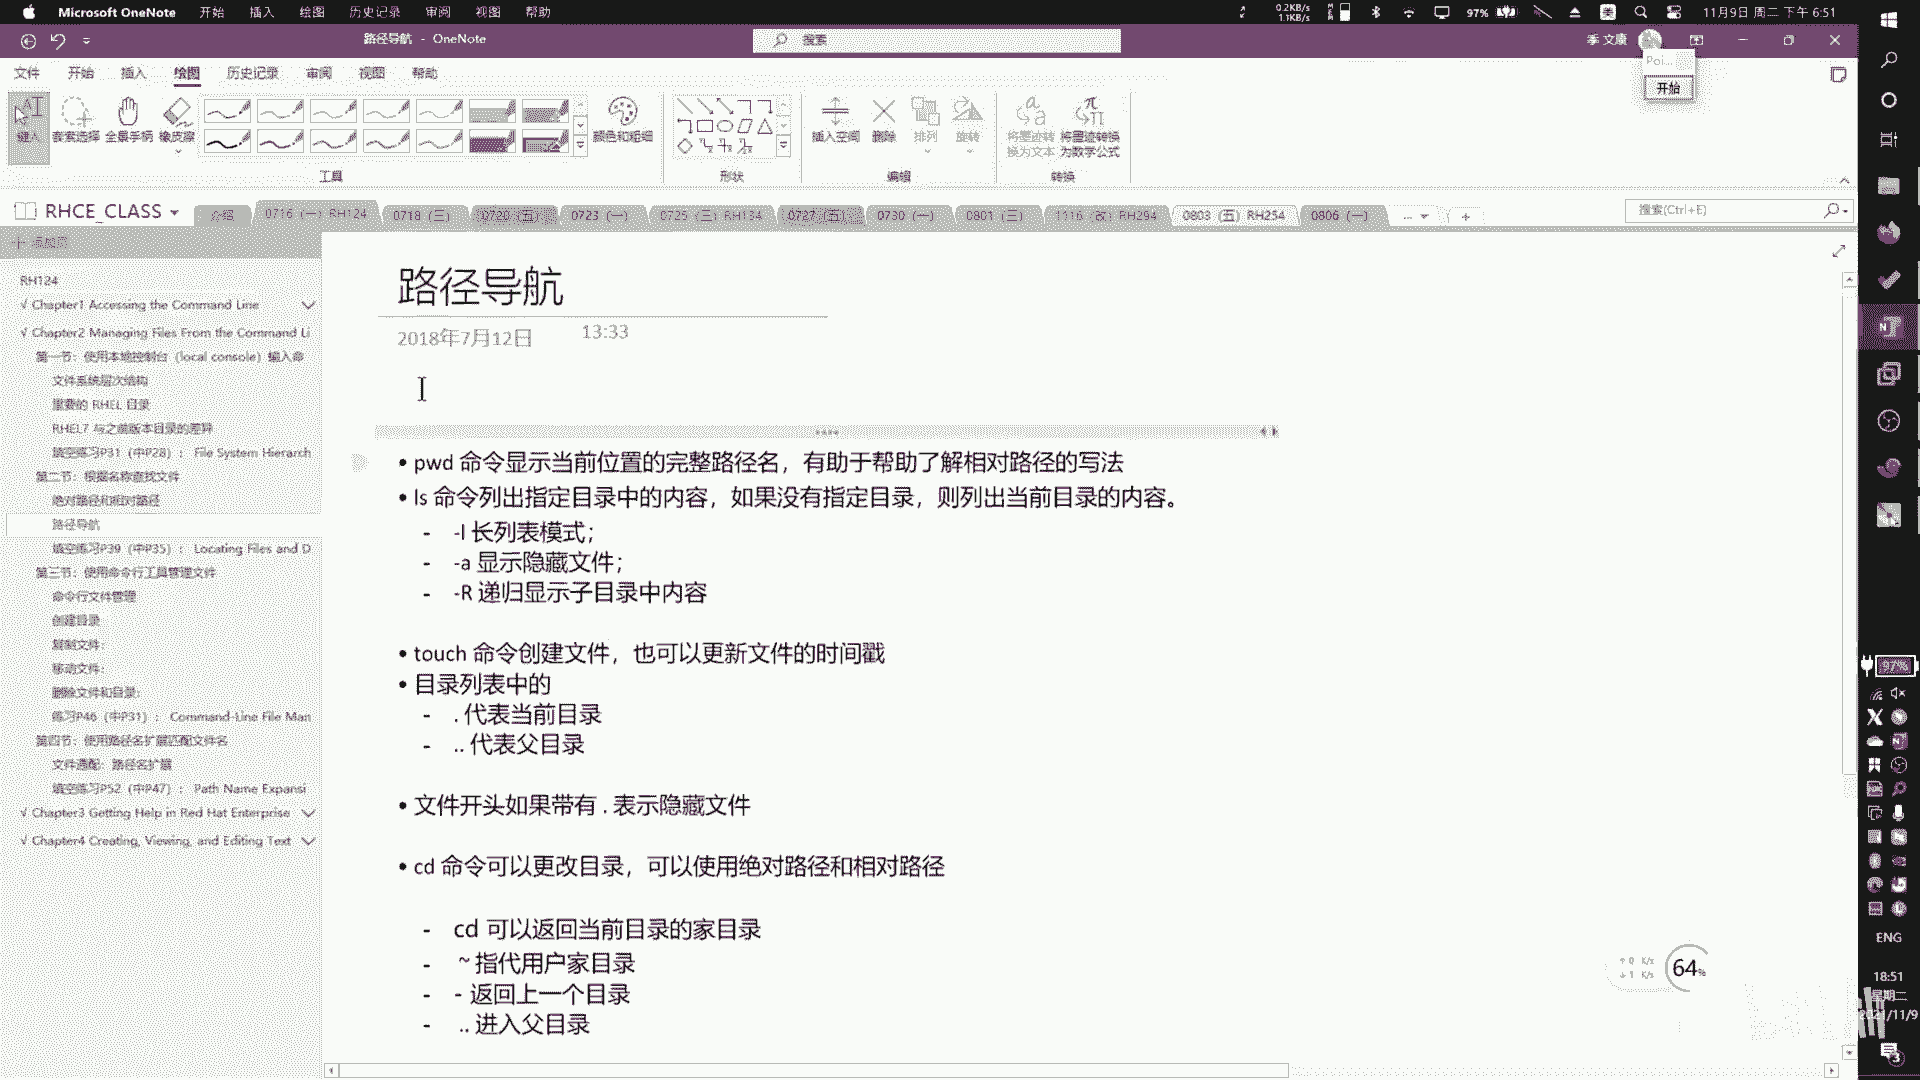 Microsoft OneNote 开始 插入 绘图 历史记录 审阅 视图 帮助
0.2KB/s
1.1KB/s
97%
美
11月9日 周二 下午 6:51
路径导航 - OneNote
搜索
季 文康
文件 开始 插入 绘图 历史记录 审阅 视图 帮助
Poi...
开始
键入 套索选择 全景手柄 橡皮擦
颜色和粗细
插入空间 删除 排列 旋转
将墨迹转换为文本
将墨迹转换为数学公式
工具 形状 编辑 转换
RHCE_CLASS
介绍 0716 (一) RH124 0718 (三) 0720 (五) 0723 (一) 0725 (三) RH134 0727 (五) 0730 (一) 0801 (三) 1116 (改) RH294 0803 (五) RH254 0806 (一) ...
搜索(Ctrl+E)
添加页
RH124
√ Chapter1 Accessing the Command Line
√ Chapter2 Managing Files From the Command Li
第一节：使用本地控制台（local console）输入命
文件系统层次结构
重要的 RHEL 目录
RHEL7 与之前版本目录的差异
填空练习P31（中P28）： File System Hierarch
第二节：根据名称查找文件
绝对路径和相对路径
路径导航
填空练习P39（中P35）： Locating Files and D
第三节：使用命令行工具管理文件
命令行文件管理
创建目录
复制文件：
移动文件：
删除文件和目录：
练习P46（中P31）： Command-Line File Man
第四节：使用路径名扩展匹配文件名
文件通配：路径名扩展
填空练习P52（中P47）： Path Name Expansi
√ Chapter3 Getting Help in Red Hat Enterprise
√ Chapter4 Creating, Viewing, and Editing Text
路径导航
2018年7月12日 13:33
• pwd 命令显示当前位置的完整路径名，有助于帮助了解相对路径的写法
• ls 命令列出指定目录中的内容，如果没有指定目录，则列出当前目录的内容。
- -l 长列表模式；
- -a 显示隐藏文件；
- -R 递归显示子目录中内容
• touch 命令创建文件，也可以更新文件的时间戳
• 目录列表中的
- . 代表当前目录
- .. 代表父目录
• 文件开头如果带有 . 表示隐藏文件
• cd 命令可以更改目录，可以使用绝对路径和相对路径
- cd 可以返回当前目录的家目录
- ~ 指代用户家目录
- - 返回上一个目录
- .. 进入父目录
↑ 0 K/s
↓ 1 K/s
64%
97%
ENG
18:51
星期二
2021/11/9
3